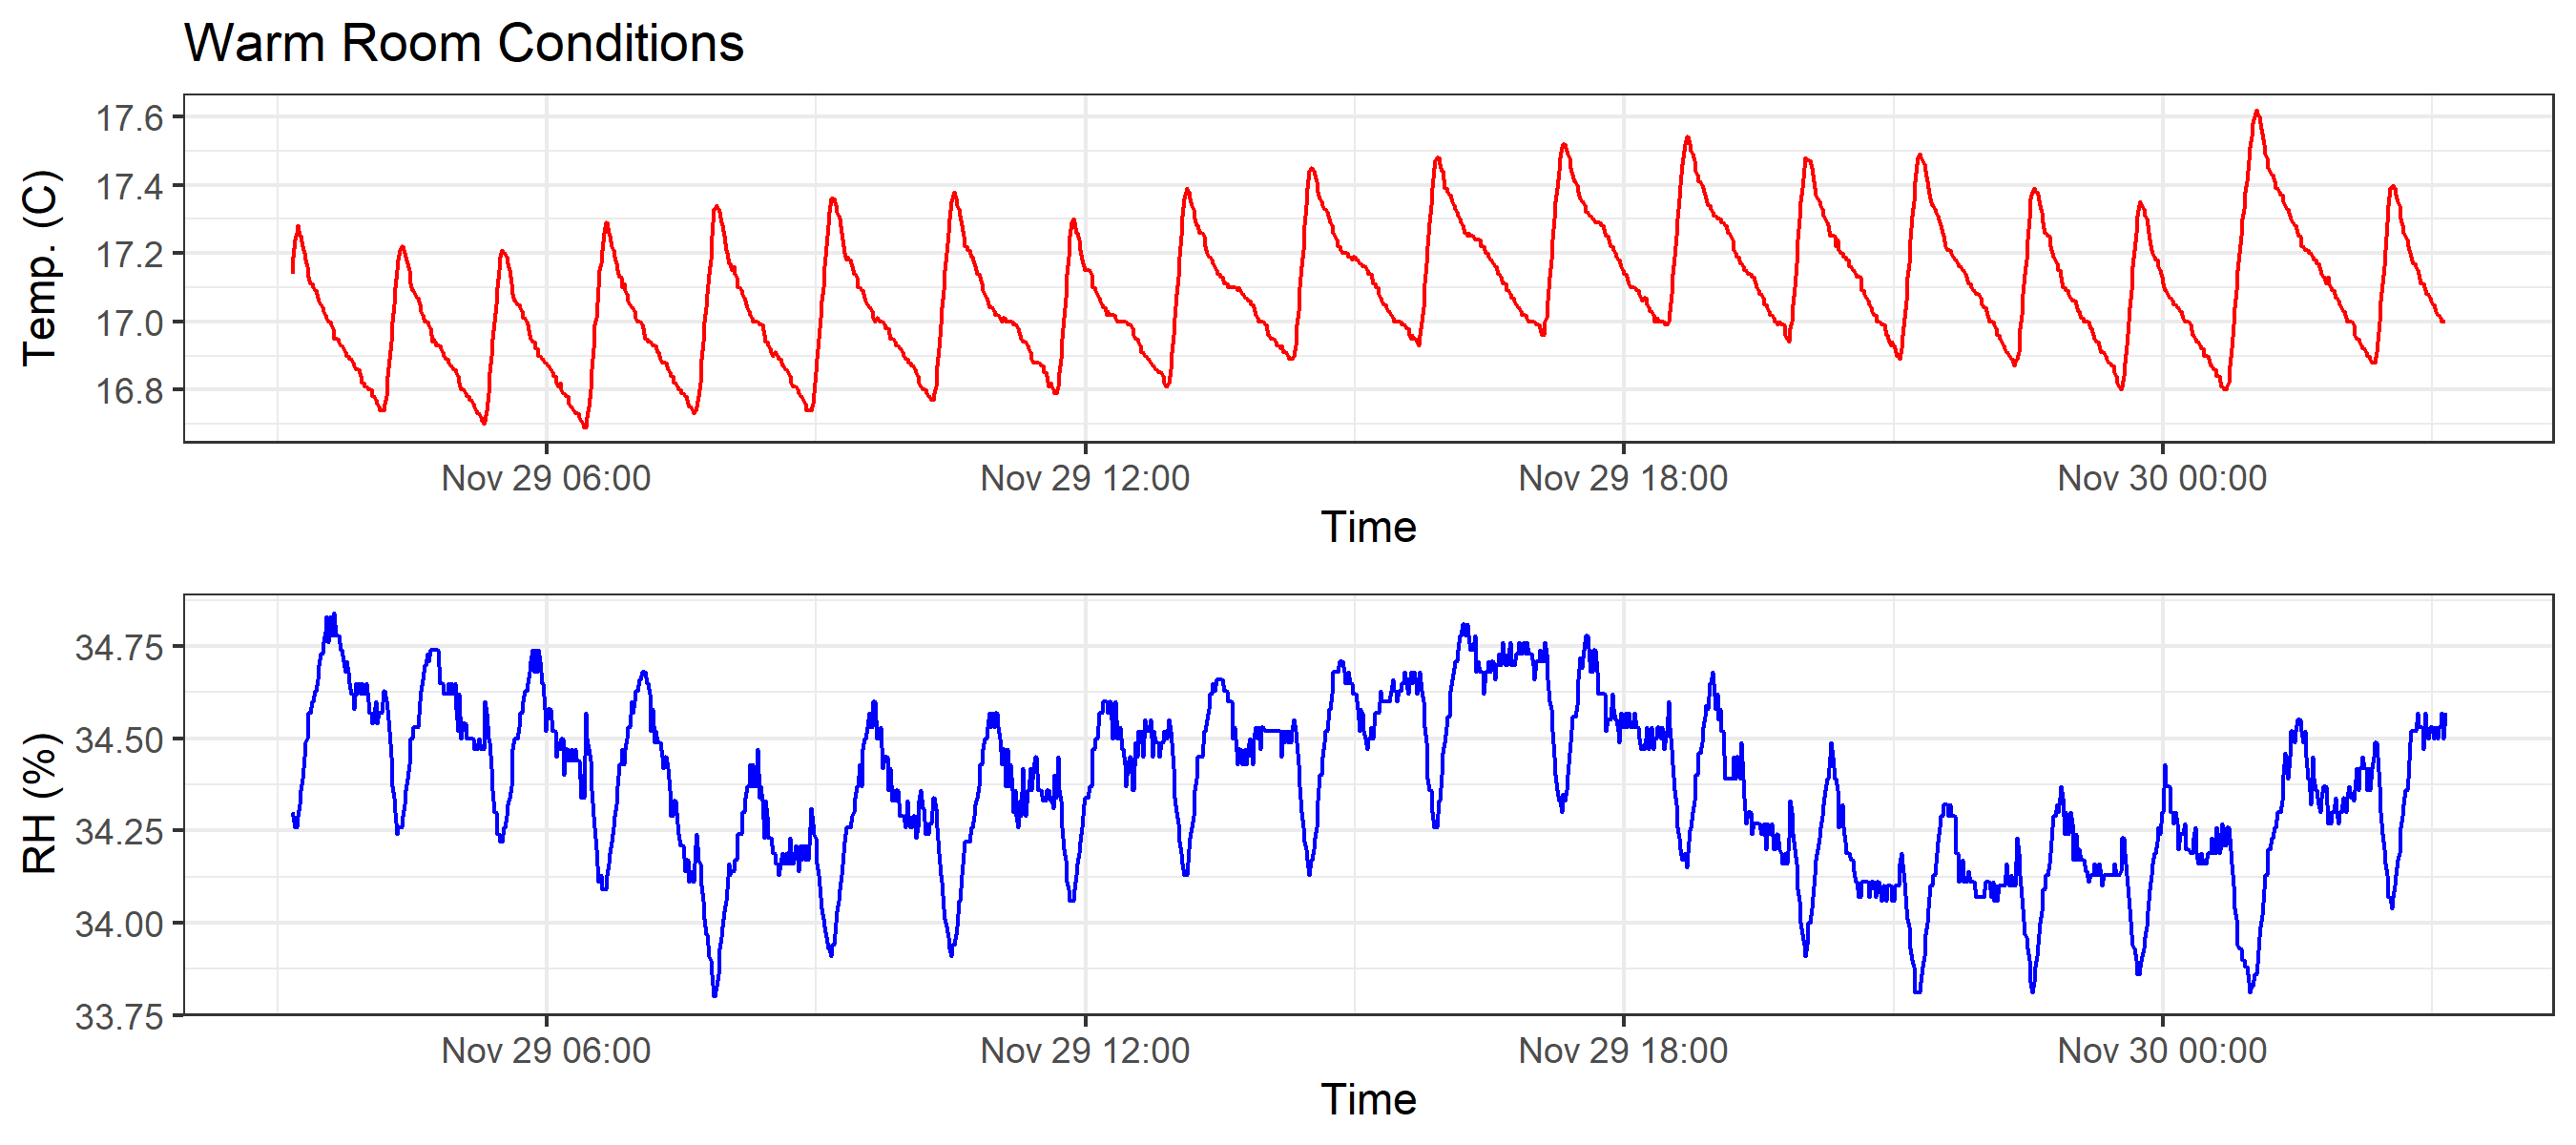 Warm Room Conditions
Temp. (C)
17.6
17.4
17.2
17.0
16.8
Nov 29 06:00 Nov 29 12:00 Nov 29 18:00 Nov 30 00:00
Time
RH (%)
34.75
34.50
34.25
34.00
33.75
Nov 29 06:00 Nov 29 12:00 Nov 29 18:00 Nov 30 00:00
Time